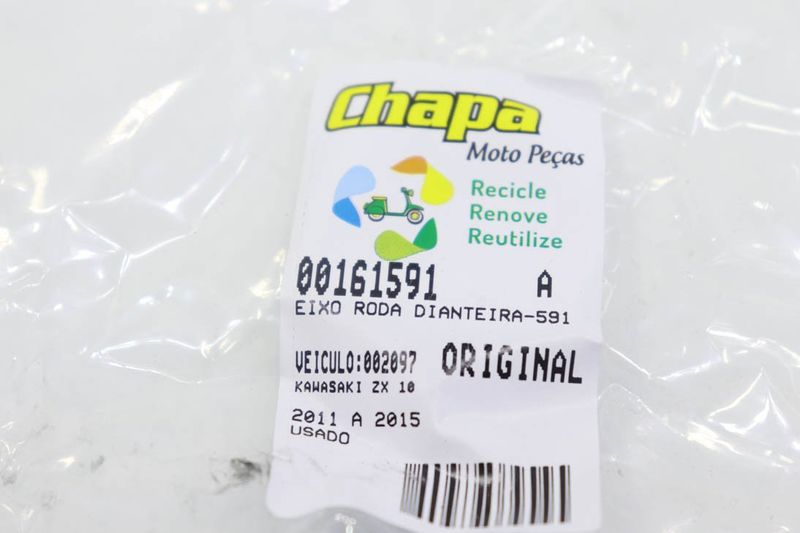 Chapa
Moto Peças
Recicle
Renove
Reutilize
00161591 A
EIXO RODA DIANTEIRA-591
VEICULO:002097 ORIGINAL
KAWASAKI ZX 10
2011 A 2015
USADO